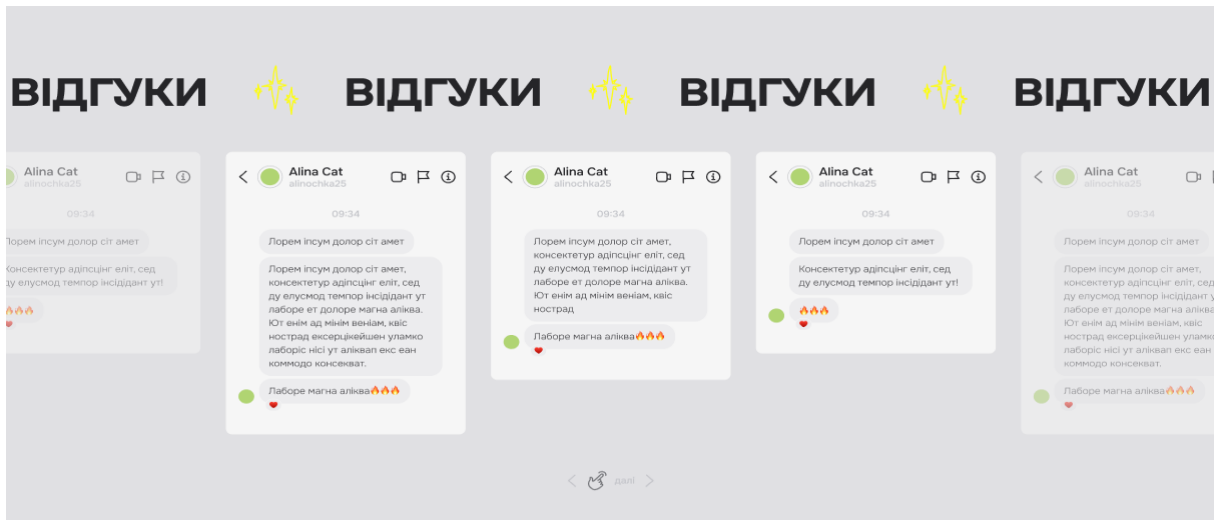 ВІДГУКИ ВІДГУКИ ВІДГУКИ ВІДГУКИ
Alina Cat
alinochka25
09:34
Лорем іпсум долор сіт амет
Консектетур адіпсцінг еліт, сед
ду елусмод темпор інсідідант ут!
Alina Cat
alinochka25
09:34
Лорем іпсум долор сіт амет
Лорем іпсум долор сіт амет,
консектетур адіпсцінг еліт, сед
ду елусмод темпор інсідідант ут
лаборе ет долоре магна аліква.
Ют енім ад мінім веніам, квіс
нострад ексерцікейшен уламко
лаборіс нісі ут аліквап екс еан
коммодо консекват.
Лаборе магна аліква🔥🔥🔥
Alina Cat
alinochka25
09:34
Лорем іпсум долор сіт амет,
консектетур адіпсцінг еліт, сед
ду елусмод темпор інсідідант ут
лаборе ет долоре магна аліква.
Ют енім ад мінім веніам, квіс
нострад
Лаборе магна аліква🔥🔥🔥
Alina Cat
alinochka25
09:34
Лорем іпсум долор сіт амет
Консектетур адіпсцінг еліт, сед
ду елусмод темпор інсідідант ут!
🔥🔥🔥
Alina Cat
alinochka25
09:34
Лорем іпсум долор сіт амет
Лорем іпсум долор сіт амет,
консектетур адіпсцінг еліт, сед
ду елусмод темпор інсідідант у
лаборе ет долоре магна аліква
Ют енім ад мінім веніам, квіс
нострад ексерцікейшен уламко
лаборіс нісі ут аліквап екс еан
коммодо консекват.
Лаборе магна аліква🔥🔥🔥
далі